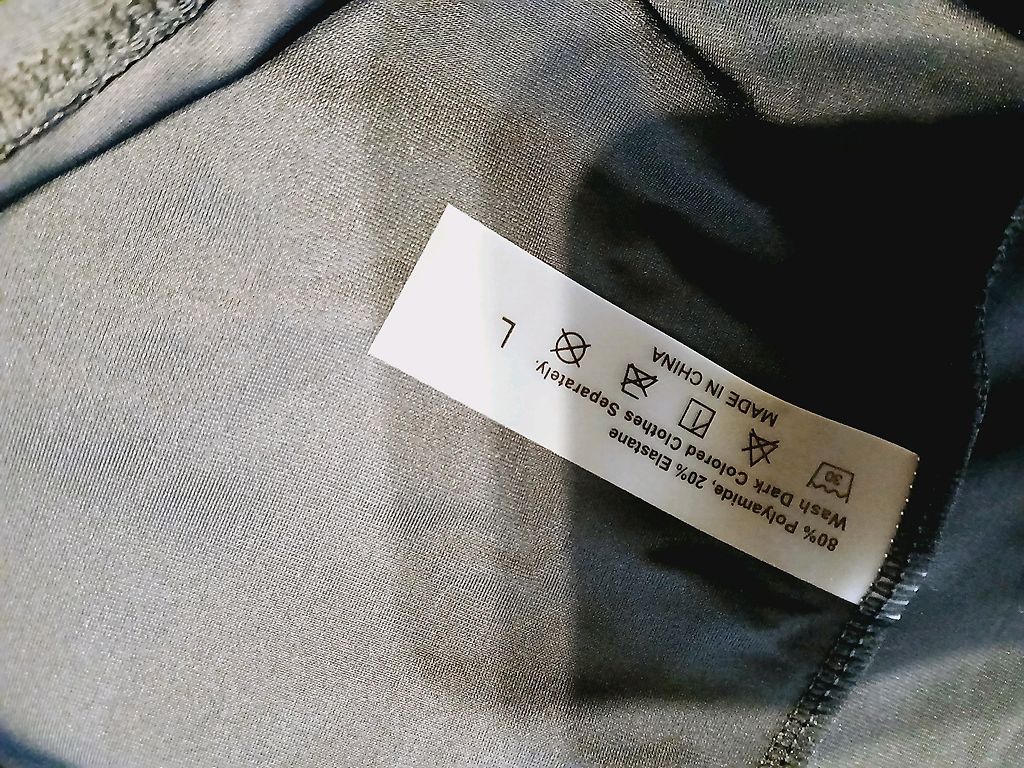 80% Polyamide, 20% Elastane
Wash Dark Colored Clothes Separately.
30
MADE IN CHINA
L